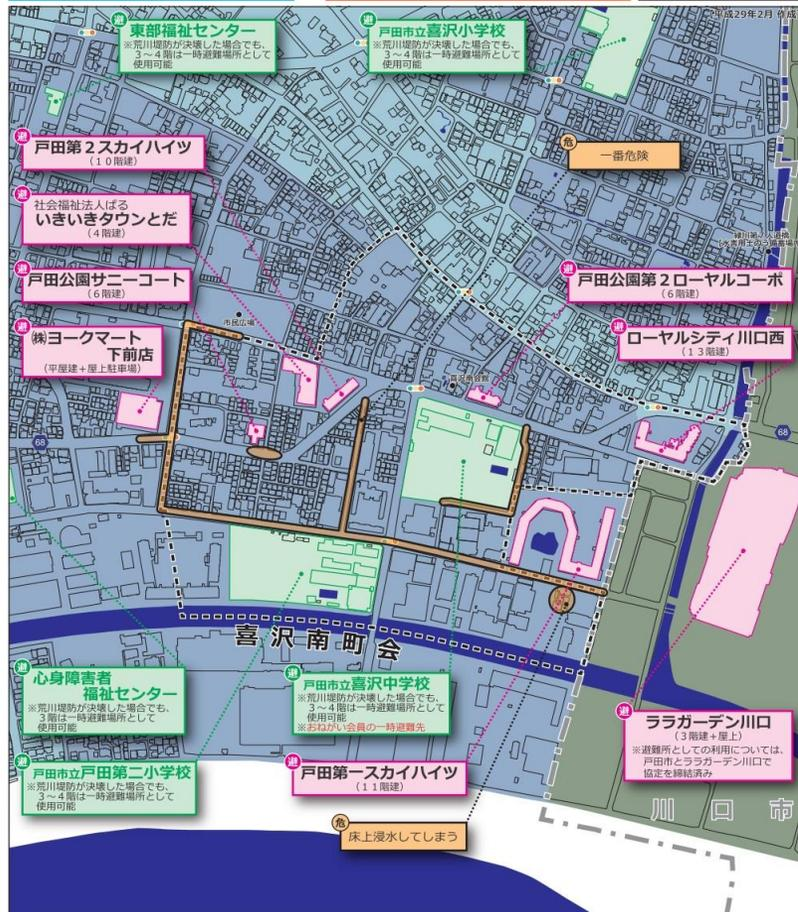 平成29年2月 作成
避
東部福祉センター
※荒川堤防が決壊した場合でも、
3～4階は一時避難場所として
使用可能
避
戸田市立喜沢小学校
※荒川堤防が決壊した場合でも、
3～4階は一時避難場所として
使用可能
避
戸田第2スカイハイツ
（10階建）
危
一番危険
避
社会福祉法人ぱる
いきいきタウンとだ
（4階建）
避
戸田公園サニーコート
（6階建）
避
戸田公園第2ローヤルコーポ
（6階建）
市民広場
避
㈱ヨークマート
下前店
（平屋建＋屋上駐車場）
避
ローヤルシティ川口西
（13階建）
68
68
喜沢南町会
避
心身障害者
福祉センター
※荒川堤防が決壊した場合でも、
3階は一時避難場所として
使用可能
避
戸田市立喜沢中学校
※荒川堤防が決壊した場合でも、
3～4階は一時避難場所として
使用可能
※おねがい会員の一時避難先
避
ララガーデン川口
（3階建＋屋上）
※避難所としての利用については、
戸田市とララガーデン川口で
協定を締結済み
避
戸田市立戸田第二小学校
※荒川堤防が決壊した場合でも、
3～4階は一時避難場所として
使用可能
避
戸田第一スカイハイツ
（11階建）
川口市
危
床上浸水してしまう